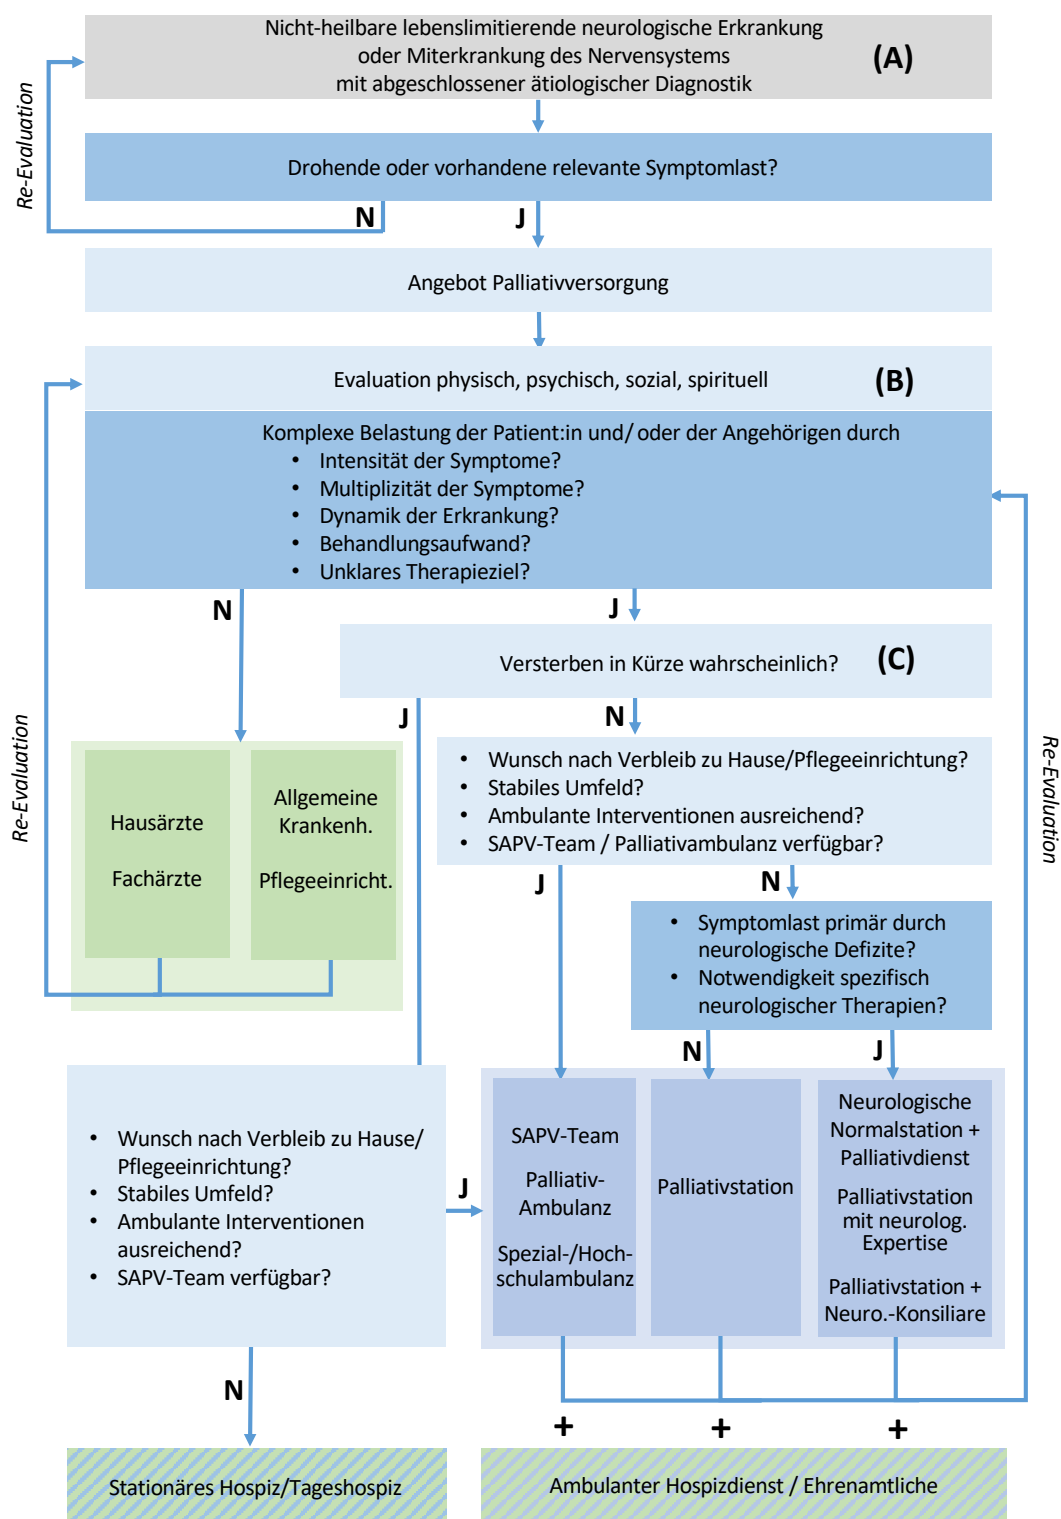 Nicht-heilbare lebenslimitierende neurologische Erkrankung
oder Miterkrankung des Nervensystems
mit abgeschlossener ätiologischer Diagnostik
(A)
Re-Evaluation
Drohende oder vorhandene relevante Symptomlast?
N
J
Angebot Palliativversorgung
Evaluation physisch, psychisch, sozial, spirituell
(B)
Komplexe Belastung der Patient:in und/ oder der Angehörigen durch
• Intensität der Symptome?
• Multiplizität der Symptome?
• Dynamik der Erkrankung?
• Behandlungsaufwand?
• Unklares Therapieziel?
N
J
Versterben in Kürze wahrscheinlich?
(C)
J
N
Re-Evaluation
Re-Evaluation
Hausärzte
Fachärzte
Allgemeine
Krankenh.
Pflegeeinricht.
• Wunsch nach Verbleib zu Hause/Pflegeeinrichtung?
• Stabiles Umfeld?
• Ambulante Interventionen ausreichend?
• SAPV-Team / Palliativambulanz verfügbar?
J
N
• Symptomlast primär durch
neurologische Defizite?
• Notwendigkeit spezifisch
neurologischer Therapien?
N
J
• Wunsch nach Verbleib zu Hause/
Pflegeeinrichtung?
• Stabiles Umfeld?
• Ambulante Interventionen
ausreichend?
• SAPV-Team verfügbar?
J
N
SAPV-Team
Palliativ-
Ambulanz
Spezial-/Hoch-
schulambulanz
Palliativstation
Neurologische
Normalstation +
Palliativdienst
Palliativstation
mit neurolog.
Expertise
Palliativstation +
Neuro.-Konsiliare
+ + +
Stationäres Hospiz/Tageshospiz
Ambulanter Hospizdienst / Ehrenamtliche